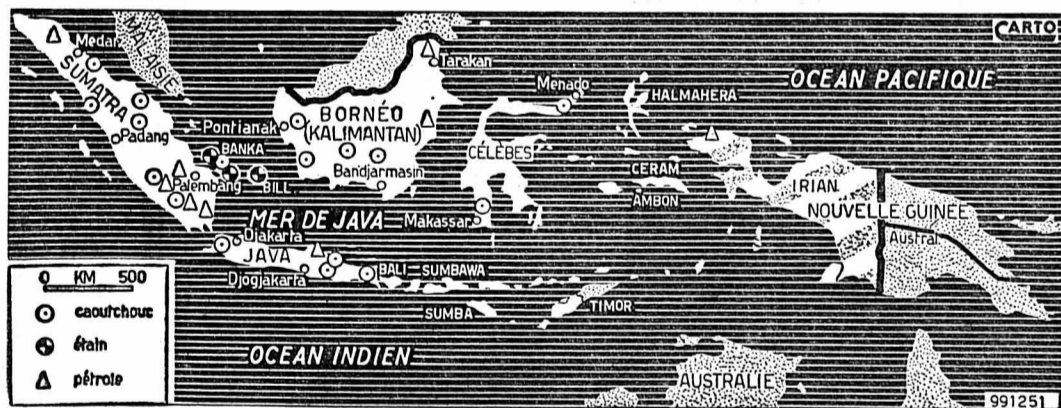 CARTO
MALAISIE
Medan
SUMATRA
Padang
Palembang
BANKA
BILL.
Pontianak
BORNÉO
(KALIMANTAN)
Bandjarmasin
Tarakan
Menado
HALMAHERA
OCEAN PACIFIQUE
CÉLÈBES
CERAM
AMBON
Makassar
IRIAN
NOUVELLE GUINÉE
Austral.
MER DE JAVA
Djakarta
JAVA
Djogjakarta
BALI - SUMBAWA
SUMBA
TIMOR
OCEAN INDIEN
AUSTRALIE
0 KM 500
caoutchouc
étain
pétrole
991251